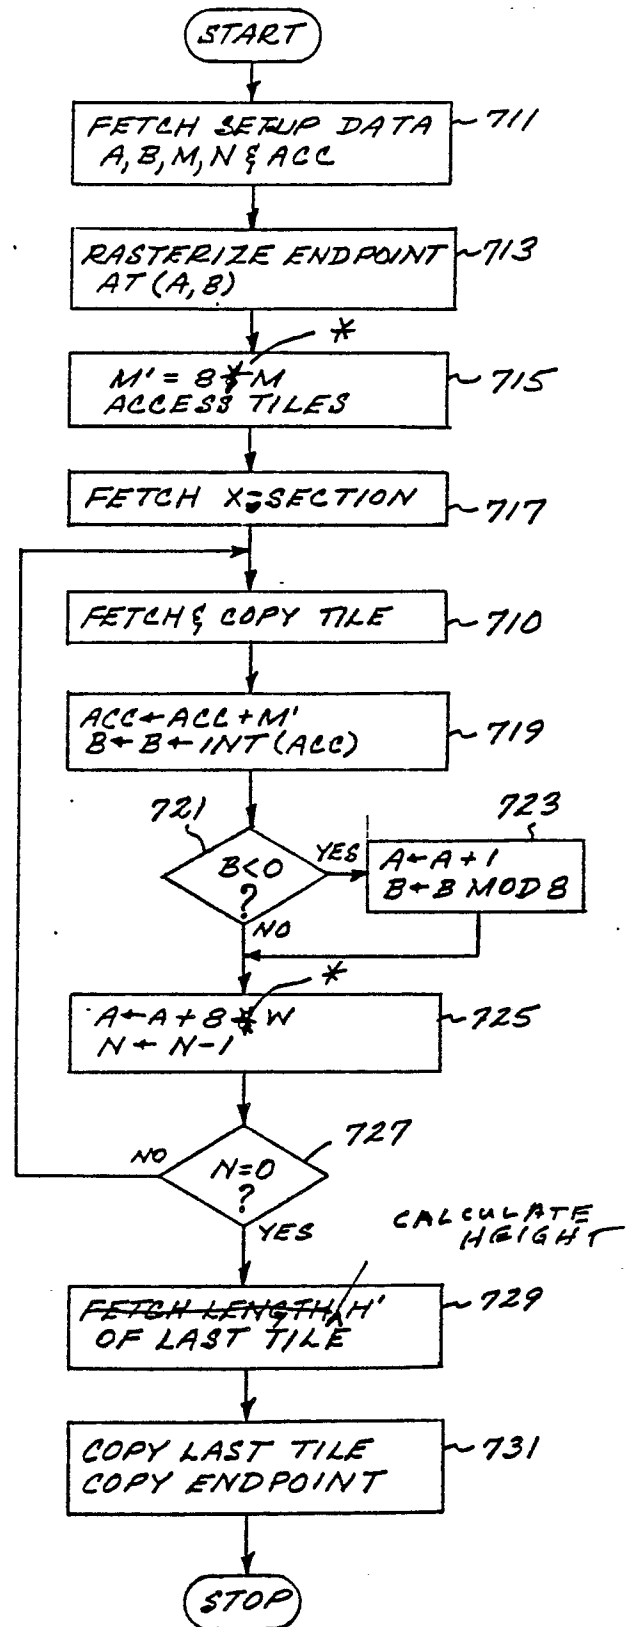 START
FETCH SETUP DATA
A, B, M, N & ACC
711
RASTERIZE ENDPOINT
AT (A, B)
713
*
M' = 8 * M
ACCESS TILES
715
FETCH X-SECTION
717
FETCH & COPY TILE
710
ACC ← ACC + M'
B ← B ← INT (ACC)
719
721
B<0
?
YES
NO
723
A ← A + 1
B ← B MOD 8
*
A ← A + 8 * W
N ← N-1
725
727
N=0
?
NO
YES
CALCULATE
HEIGHT
FETCH LENGTH H'
OF LAST TILE
729
COPY LAST TILE
COPY ENDPOINT
731
STOP